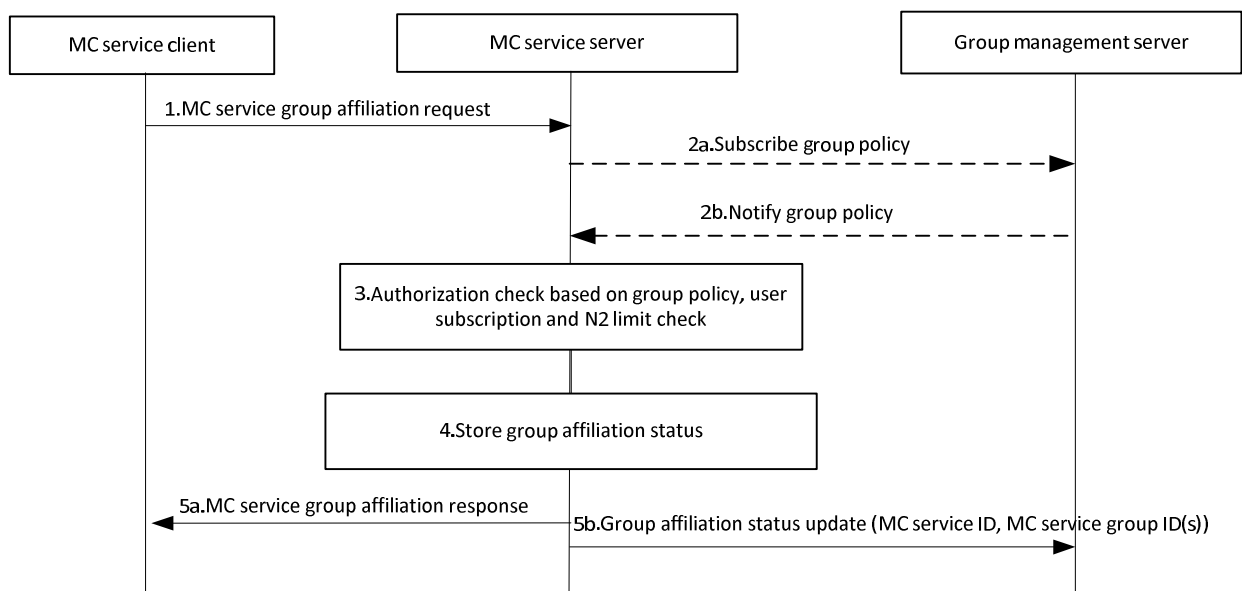 MC service client
MC service server
Group management server
1.MC service group affiliation request
2a.Subscribe group policy
2b.Notify group policy
3.Authorization check based on group policy, user
subscription and N2 limit check
4.Store group affiliation status
5a.MC service group affiliation response
5b.Group affiliation status update (MC service ID, MC service group ID(s))